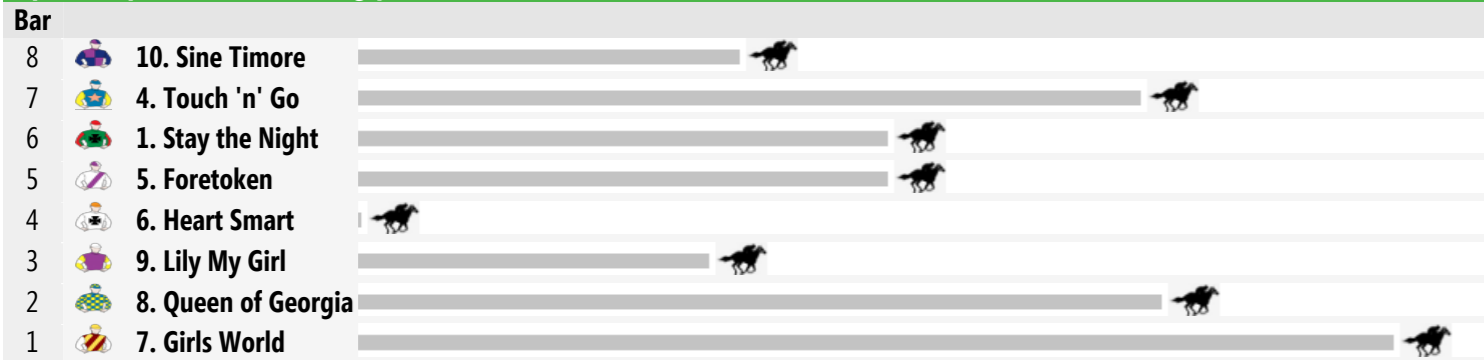 Bar
8 10. Sine Timore
7 4. Touch 'n' Go
6 1. Stay the Night
5 5. Foretoken
4 6. Heart Smart
3 9. Lily My Girl
2 8. Queen of Georgia
1 7. Girls World